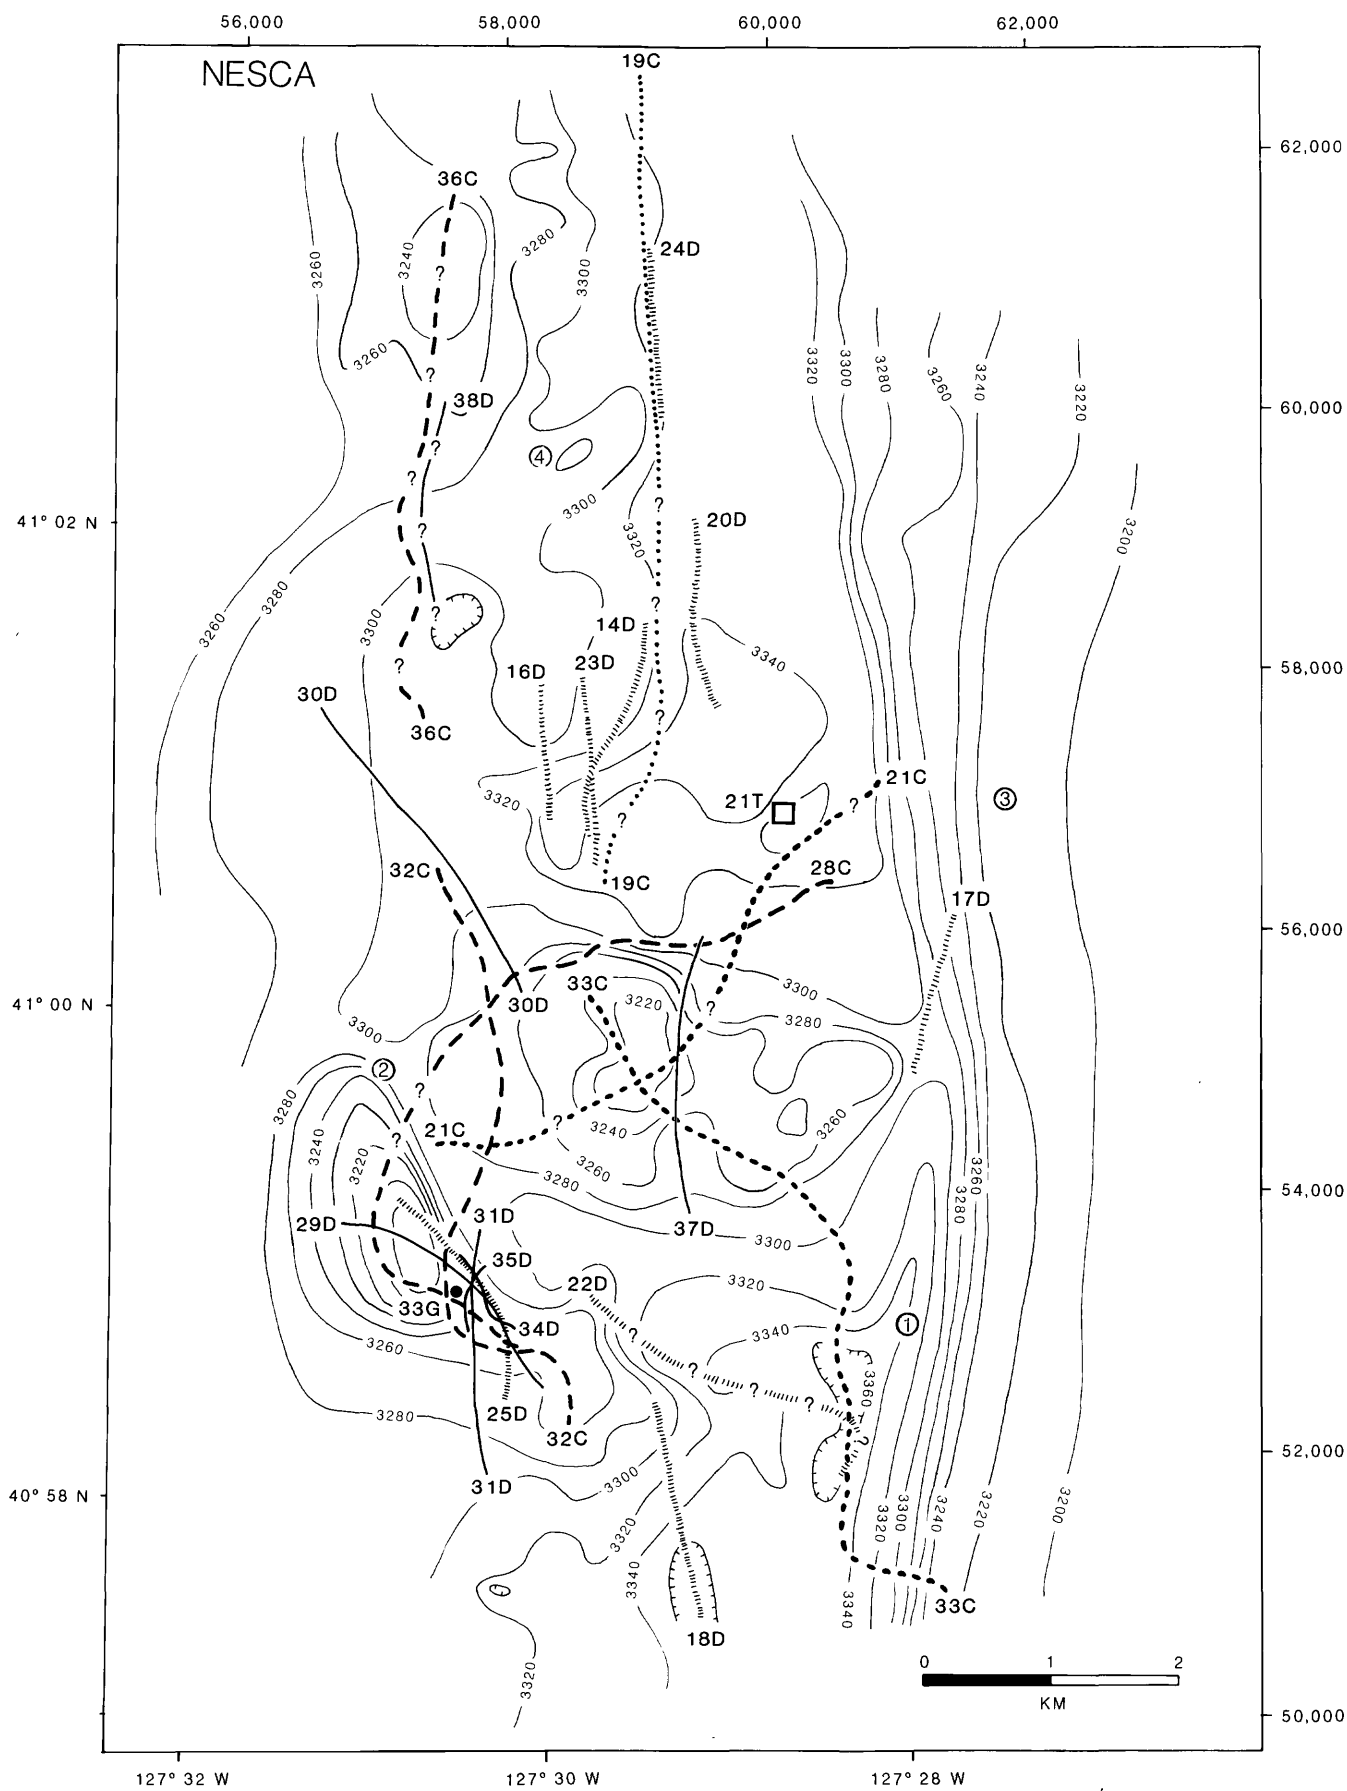 56,000 58,000 60,000 62,000
NESCA
19C
62,000
36C
24D
3280
3240
3260
3300
3260
3320
3300
3280
3260
3240
3220
38D
60,000
?
?
?
?
④
3300
?
41° 02 N
20D
3320
3200
?
3280
3260
3300
?
?
14D
3340
23D
16D
58,000
?
30D
36C
?
21C
21T
?
③
3320
?
32C
19C
28C
17D
56,000
33C
30D
3220
3300
41° 00 N
?
3280
3300
②
?
3280
21C
?
3240
3260
3240
?
3220
3260
3280
3260
3280
54,000
29D
31D
37D
3300
35D
22D
3320
33G
34D
?
3340
①
3260
?
?
?
3360
3280
25D
32C
?
52,000
31D
3300
40° 58 N
3320
3300
3240
3220
3200
3320
3340
3340
33C
18D
0 1 2
KM
3320
50,000
127° 32 W 127° 30 W 127° 28 W